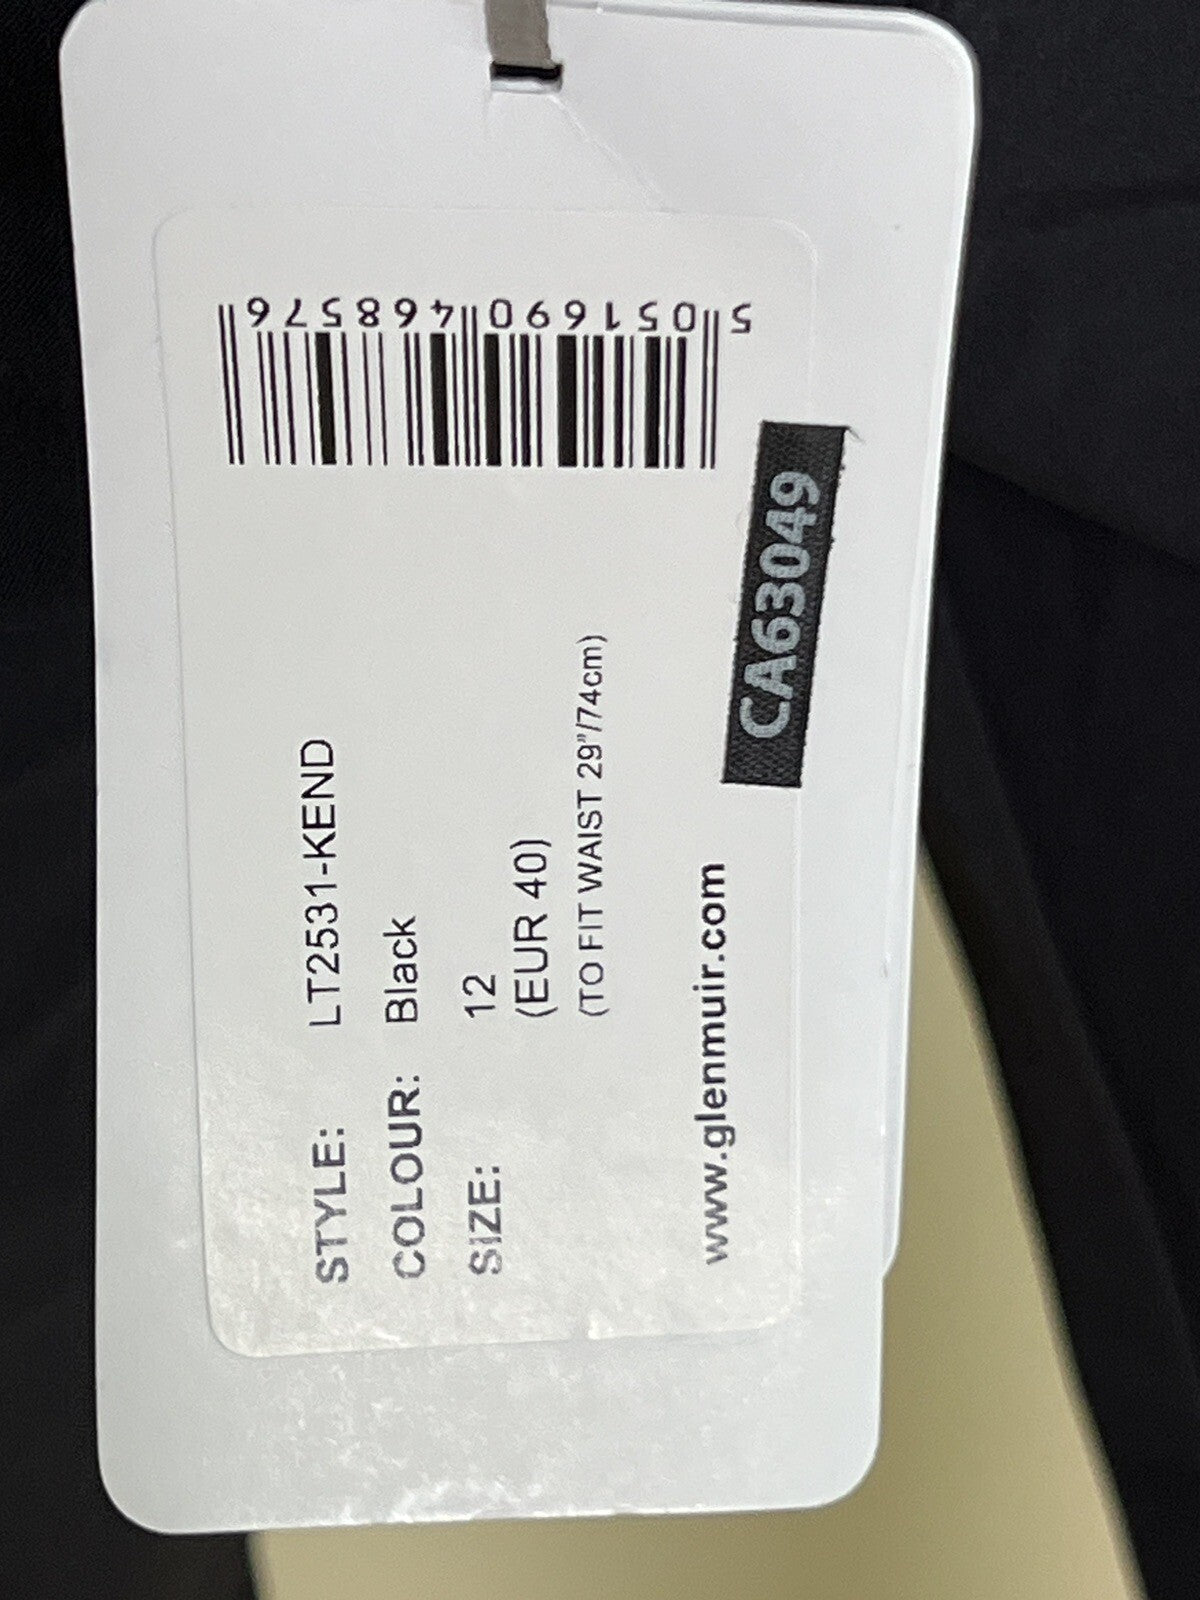 STYLE: LT2531-KEND
COLOUR: Black
SIZE: 12
(EUR 40)
(TO FIT WAIST 29"/74cm)
www.glenmuir.com
CA63049
5 051690 468576